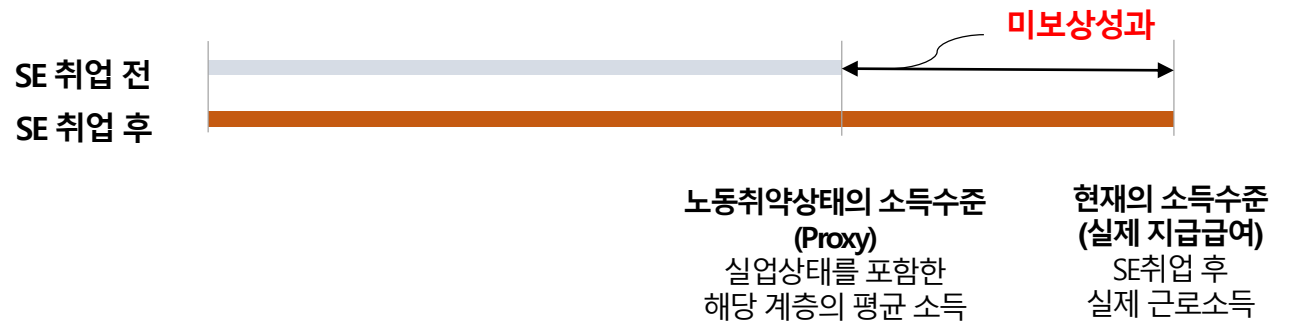 미보상성과
SE 취업 전
SE 취업 후
노동취약상태의 소득수준
(Proxy)
실업상태를 포함한
해당 계층의 평균 소득
현재의 소득수준
(실제 지급급여)
SE취업 후
실제 근로소득